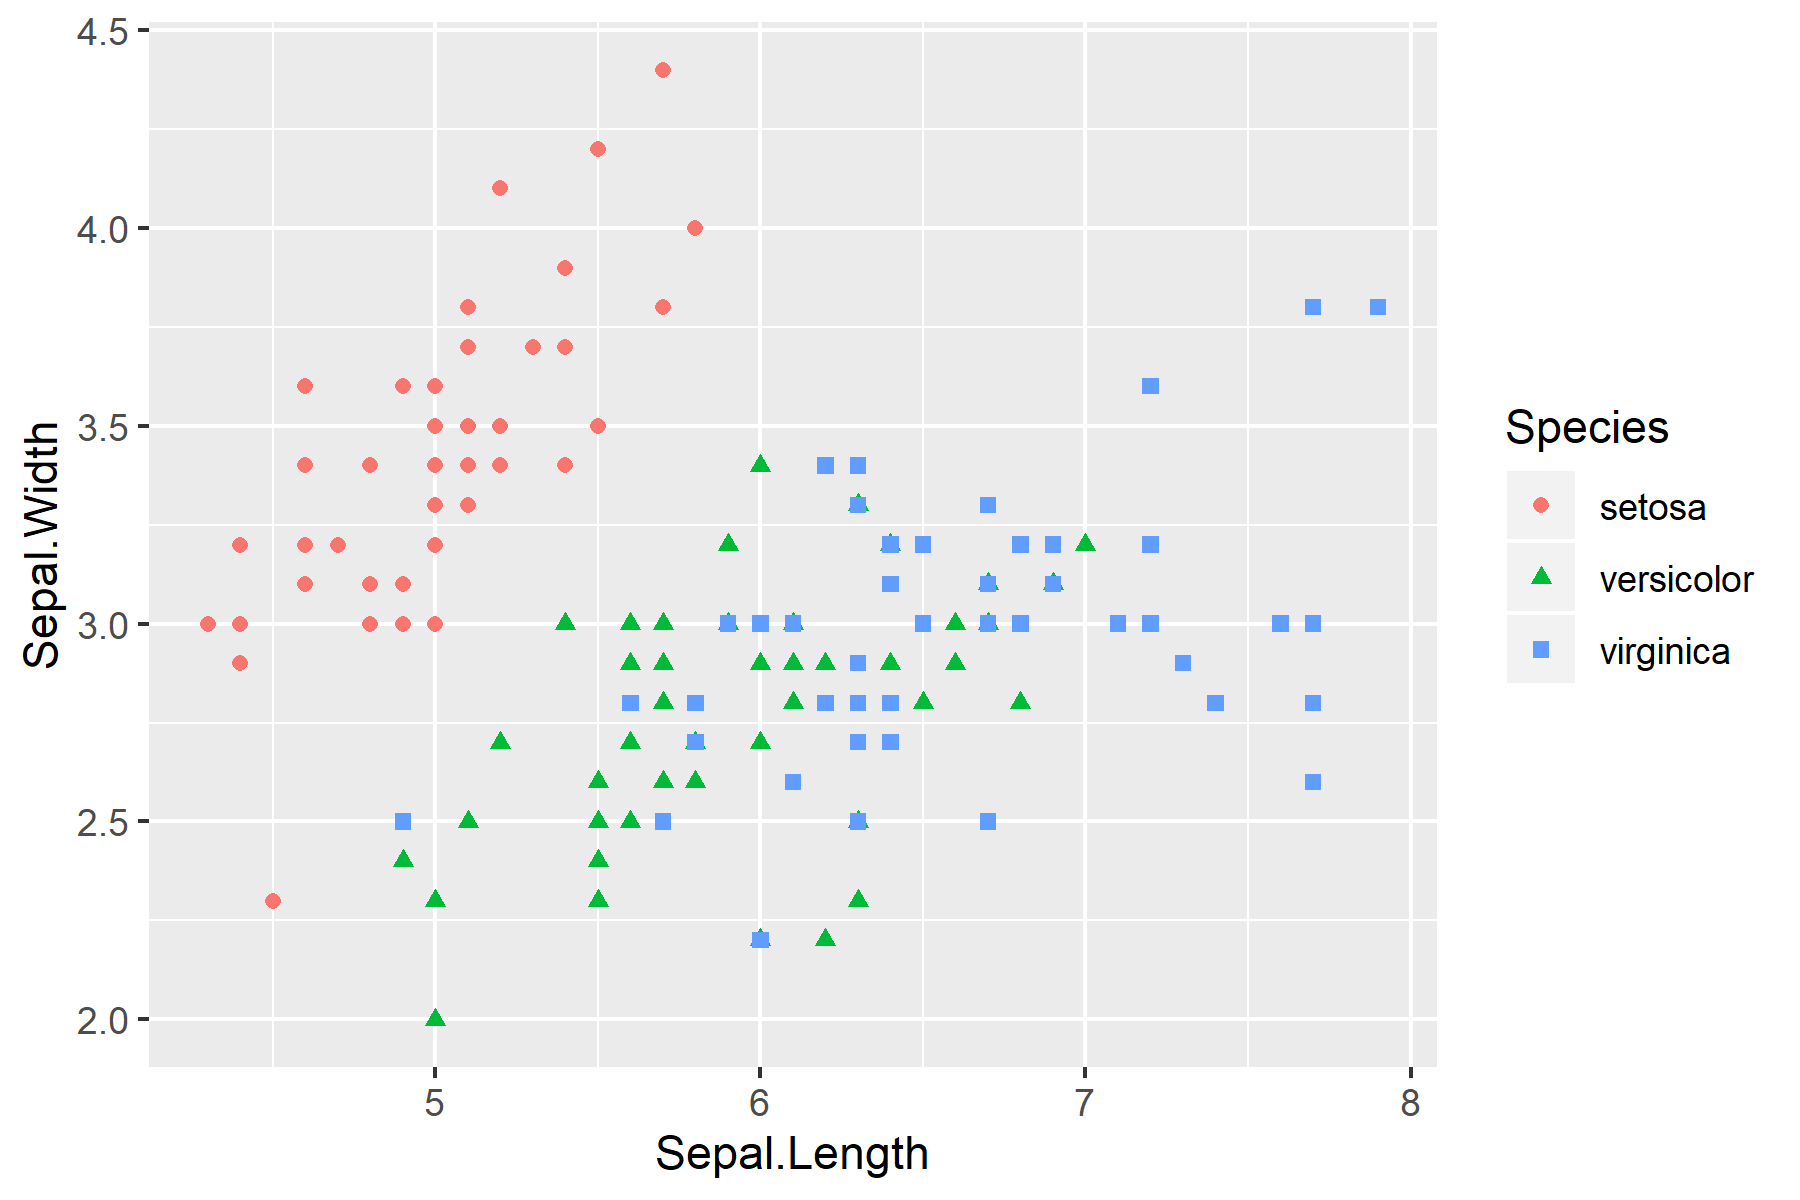 4.5
4.0
3.5
3.0
2.5
2.0
Sepal.Width
5 6 7 8
Sepal.Length
Species
setosa
versicolor
virginica